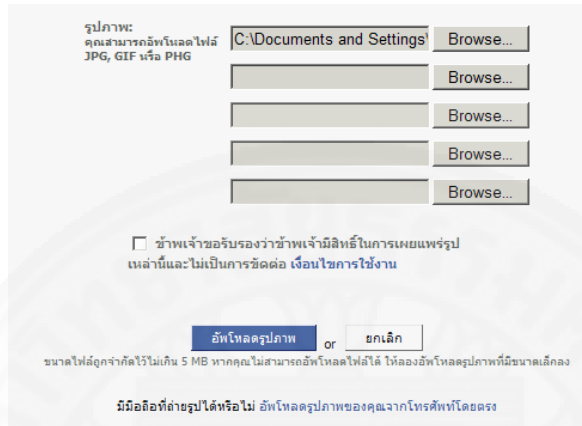 รูปภาพ:
คุณสามารถอัพโหลดไฟล์
JPG, GIF หรือ PHG
C:\Documents and Settings\ Browse...
Browse...
Browse...
Browse...
Browse...
ข้าพเจ้าขอรับรองว่าข้าพเจ้ามีสิทธิ์ในการเผยแพร่รูป
เหล่านี้และไม่เป็นการขัดต่อ เงื่อนไขการใช้งาน
อัพโหลดรูปภาพ or ยกเลิก
ขนาดไฟล์ถูกจำกัดไว้ไม่เกิน 5 MB หากคุณไม่สามารถอัพโหลดไฟล์ได้ ให้ลองอัพโหลดรูปภาพที่มีขนาดเล็กลง
มีมือถือที่ถ่ายรูปได้หรือไม่ อัพโหลดรูปภาพของคุณจากโทรศัพท์โดยตรง